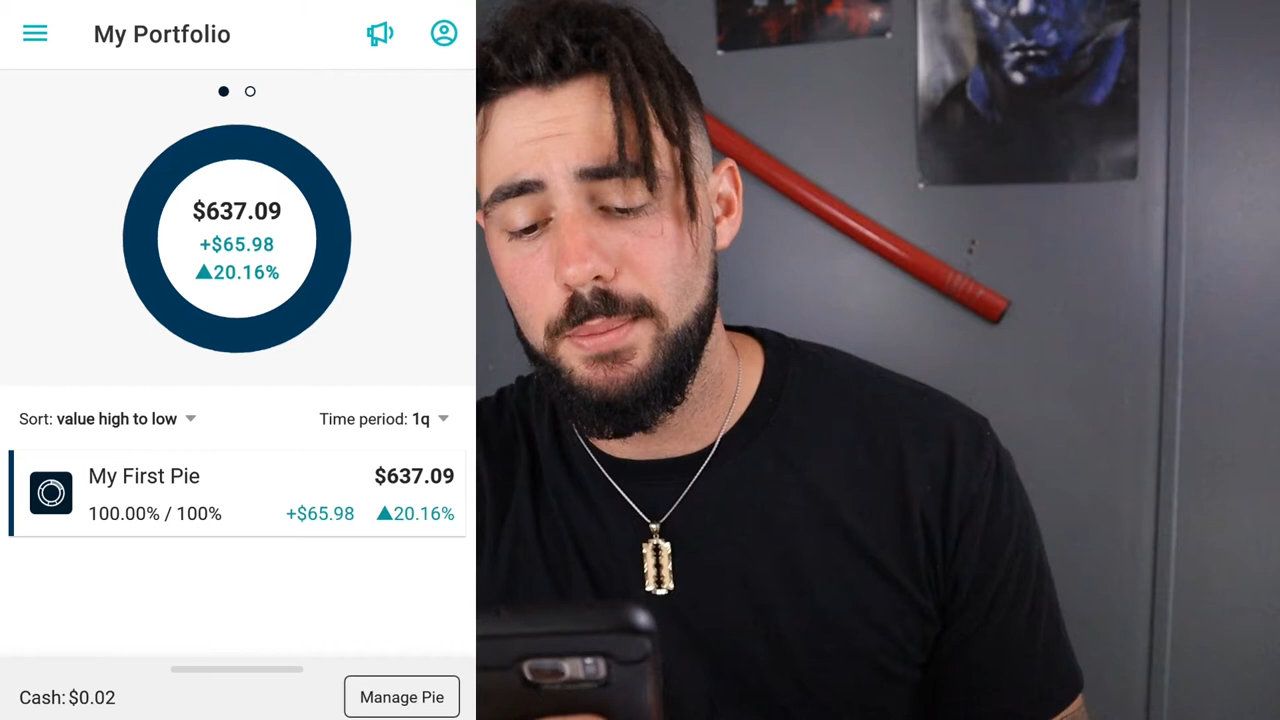 My Portfolio
$637.09
+$65.98
▲20.16%
Sort: value high to low
Time period: 1q
My First Pie
$637.09
100.00% / 100%
+$65.98
▲20.16%
Cash: $0.02
Manage Pie